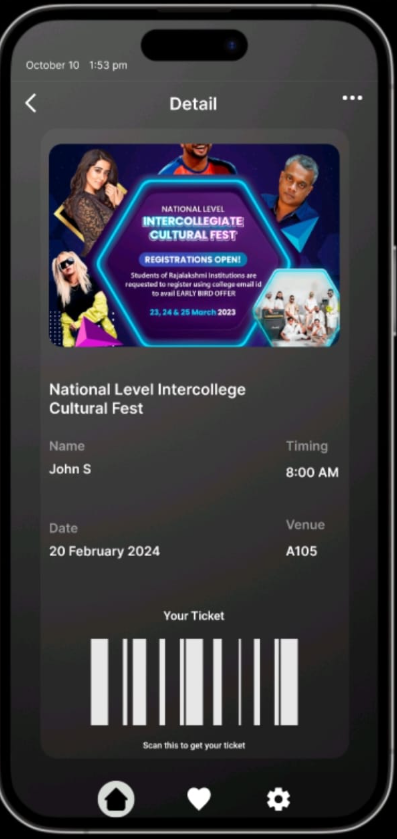 October 10 1:53 pm
Detail
NATIONAL LEVEL
INTERCOLLEGIATE
CULTURAL FEST
REGISTRATIONS OPEN!
Students of Rajalakshmi Institutions are
requested to register using college email id
to avail EARLY BIRD OFFER
23, 24 & 25 March 2023
National Level Intercollege
Cultural Fest
Name
Timing
John S
8:00 AM
Date
Venue
20 February 2024
A105
Your Ticket
Scan this to get your ticket